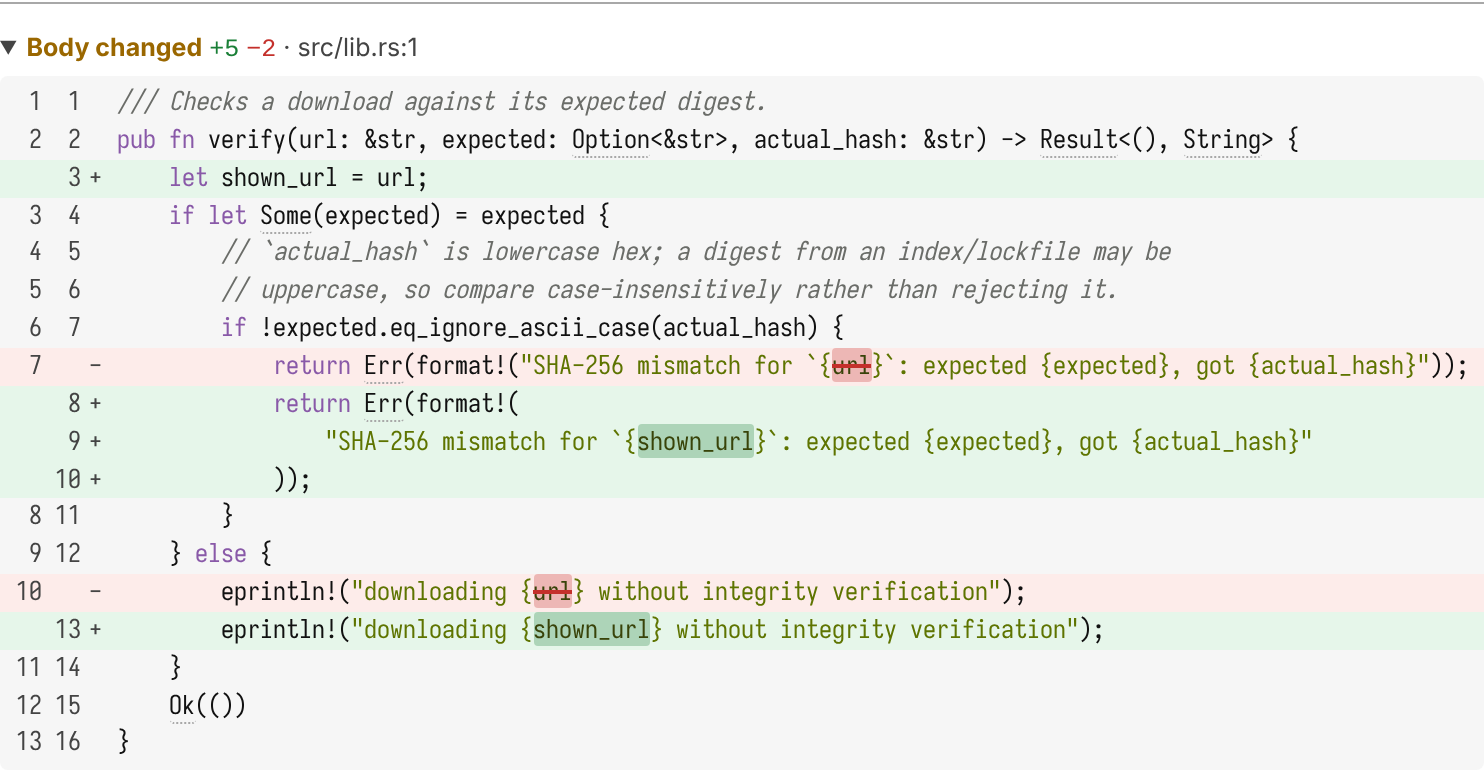 ▼ Body changed +5 −2 · src/lib.rs:1
1 1 /// Checks a download against its expected digest.
2 2 pub fn verify(url: &str, expected: Option<&str>, actual_hash: &str) -> Result<(), String> {
3 + let shown_url = url;
3 4 if let Some(expected) = expected {
4 5 // `actual_hash` is lowercase hex; a digest from an index/lockfile may be
5 6 // uppercase, so compare case-insensitively rather than rejecting it.
6 7 if !expected.eq_ignore_ascii_case(actual_hash) {
7 − return Err(format!("SHA-256 mismatch for `{url}`: expected {expected}, got {actual_hash}"));
8 + return Err(format!(
9 + "SHA-256 mismatch for `{shown_url}`: expected {expected}, got {actual_hash}"
10 + ));
8 11 }
9 12 } else {
10 − eprintln!("downloading {url} without integrity verification");
13 + eprintln!("downloading {shown_url} without integrity verification");
11 14 }
12 15 Ok(())
13 16 }